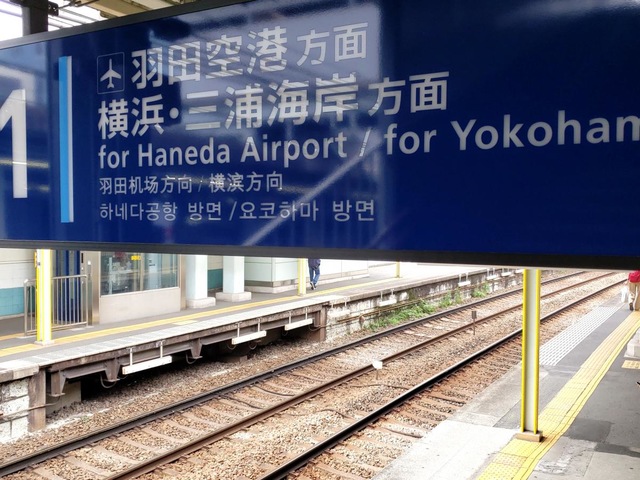 1
羽田空港方面
横浜・三浦海岸方面
for Haneda Airport / for Yokoham
羽田机场方向 / 横滨方向
하네다공항 방면 /요코하마 방면